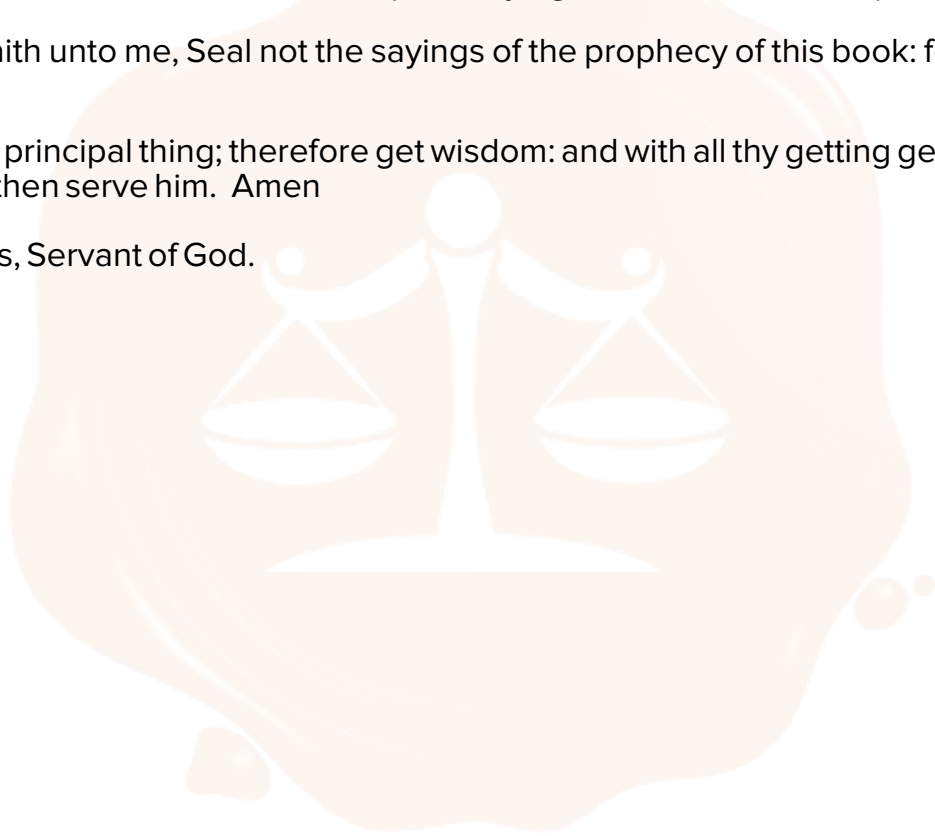 ith unto me, Seal not the sayings of the prophecy of this book: f
principal thing; therefore get wisdom: and with all thy getting ge
then serve him. Amen
s, Servant of God.